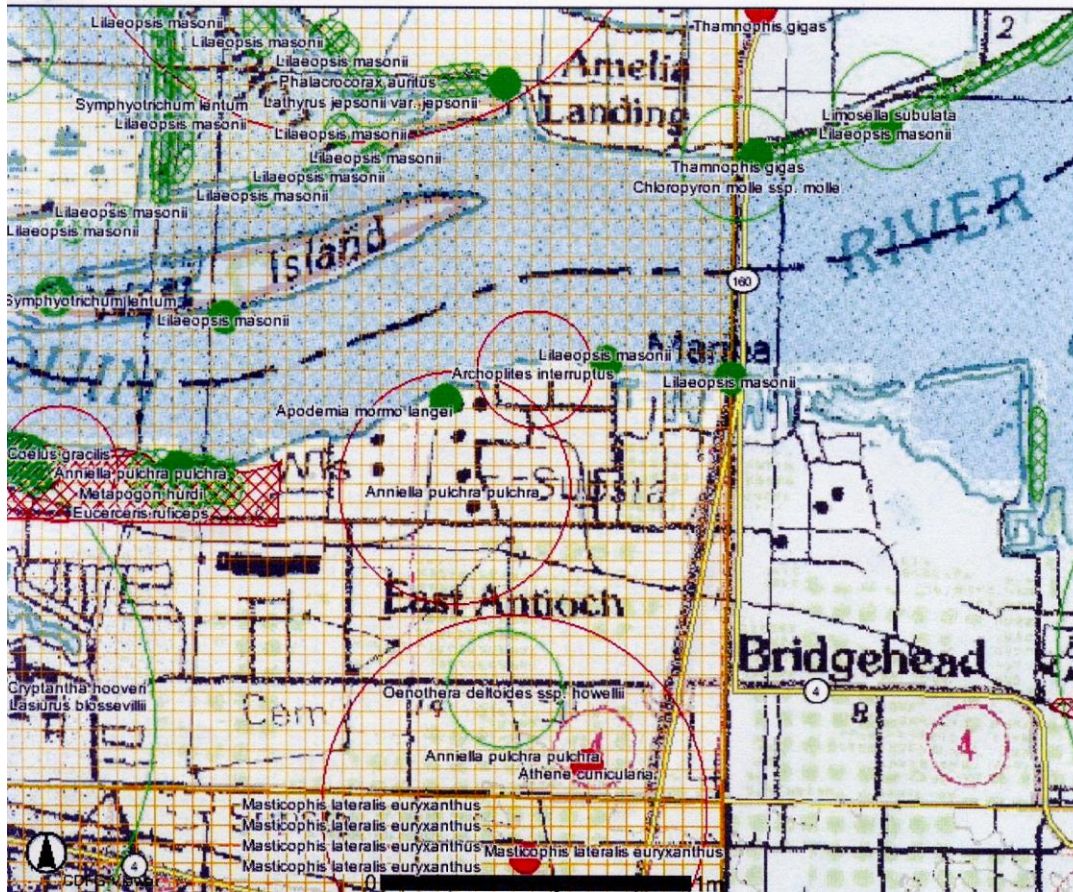 Lilaeopsis masonii
Lilaeopsis masonii
Lilaeopsis masonii
Phalacrocorax auritus
Symphyotrichum lentum
Lathyrus jepsonii var. jepsonii
Lilaeopsis masonii
Lilaeopsis masonii
Lilaeopsis masonii
Lilaeopsis masonii
Lilaeopsis masonii
Lilaeopsis masonii
Lilaeopsis masonii
Thamnophis gigas
2
Amelia
Landing
Limosella subulata
Lilaeopsis masonii
Thamnophis gigas
Chloropyron molle ssp. molle
RIVER
Island
160
Symphyotrichum lentum
Lilaeopsis masonii
Lilaeopsis masonii
Archoplites interruptus
Lilaeopsis masonii
Apodemia mormo langei
Coelus gracilis
Anniella pulchra pulchra
Metapogon hurdi
Eucerceris ruficeps
Anniella pulchra pulchra
East Antioch
Bridgehead
4
Cryptantha hooveri
Lasiurus blossevillii
Cem
Oenothera deltoides ssp. howellii
19
4
4
Anniella pulchra pulchra
Athene cunicularia
Masticophis lateralis euryxanthus
Masticophis lateralis euryxanthus
Masticophis lateralis euryxanthus
Masticophis lateralis euryxanthus
Masticophis lateralis euryxanthus
4
0